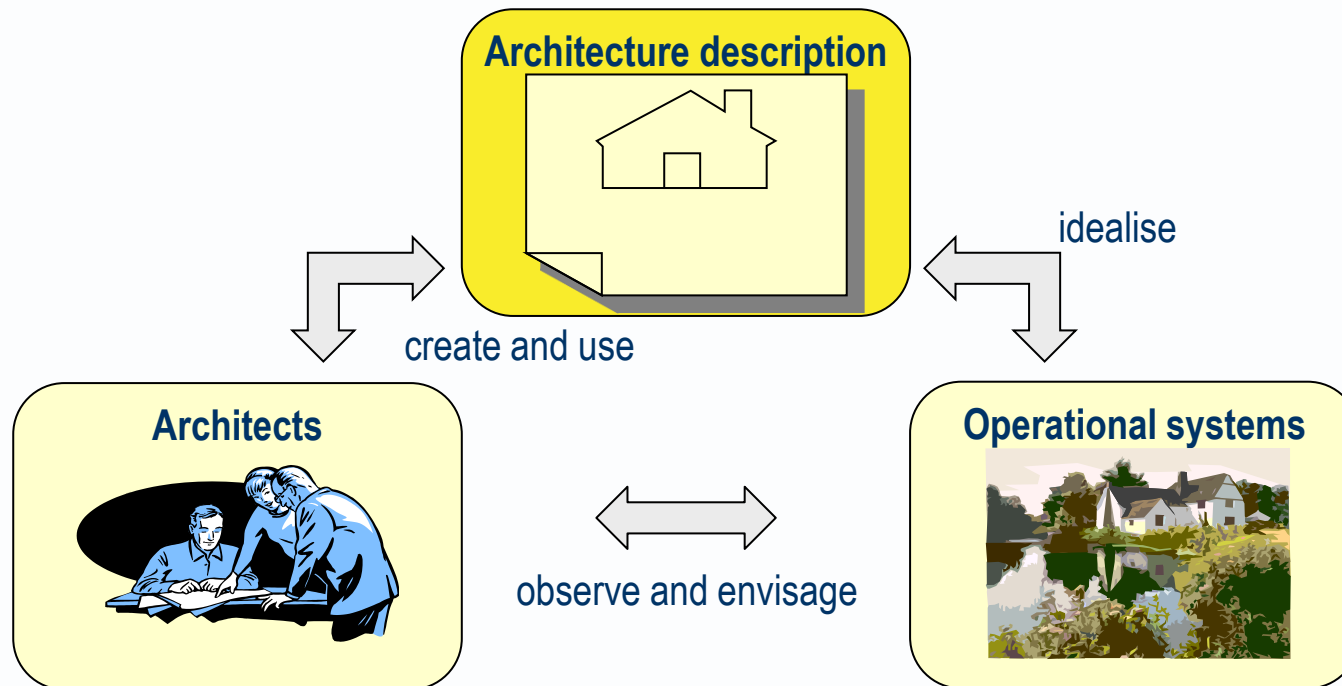 Architecture description
idealise
create and use
Architects
Operational systems
observe and envisage